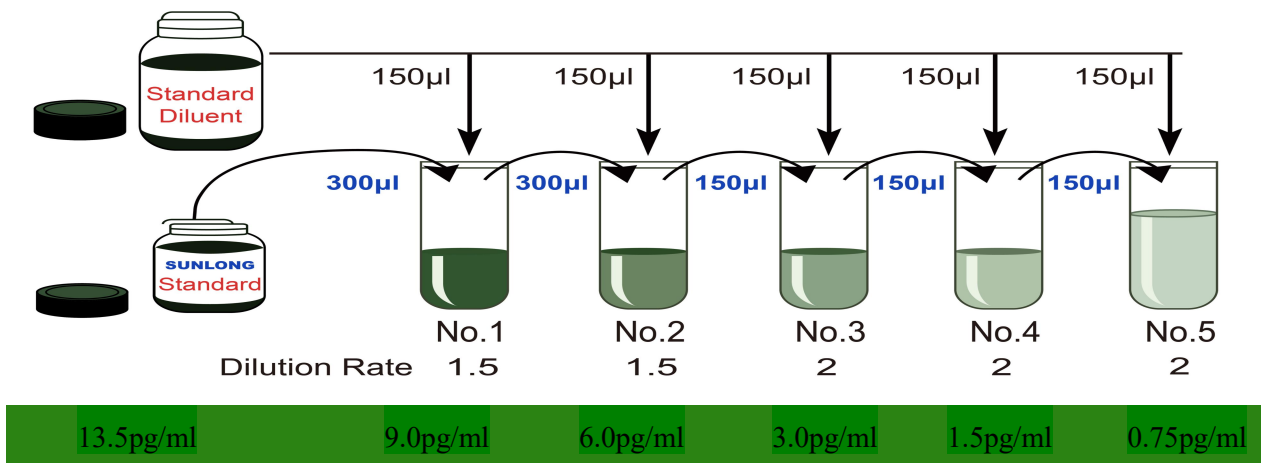 150µl 150µl 150µl 150µl 150µl
Standard
Diluent
300µl 300µl 150µl 150µl 150µl
SUNLONG
Standard
No.1 No.2 No.3 No.4 No.5
Dilution Rate 1.5 1.5 2 2 2
13.5pg/ml 9.0pg/ml 6.0pg/ml 3.0pg/ml 1.5pg/ml 0.75pg/ml